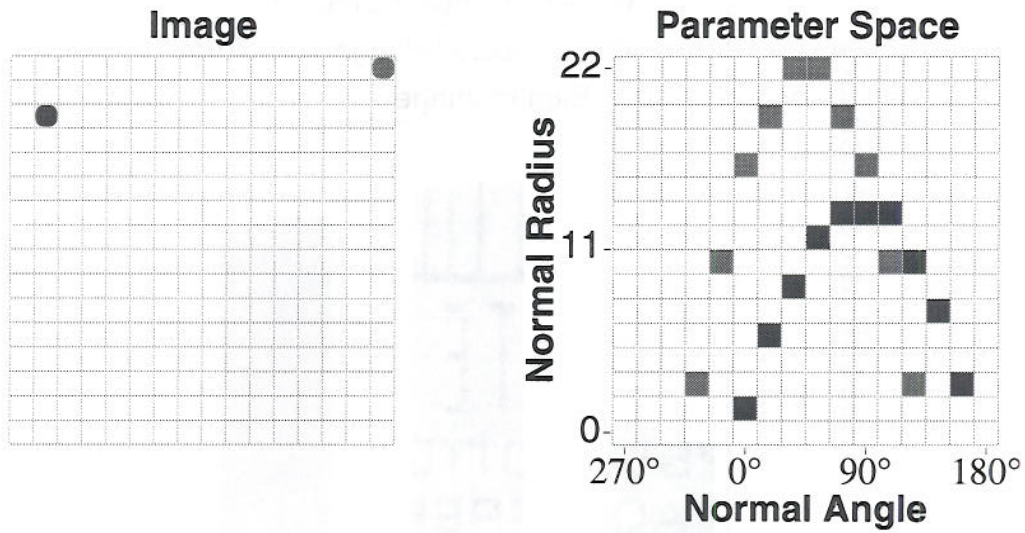 Image
Parameter Space
22
11
0
Normal Radius
270° 0° 90° 180°
Normal Angle